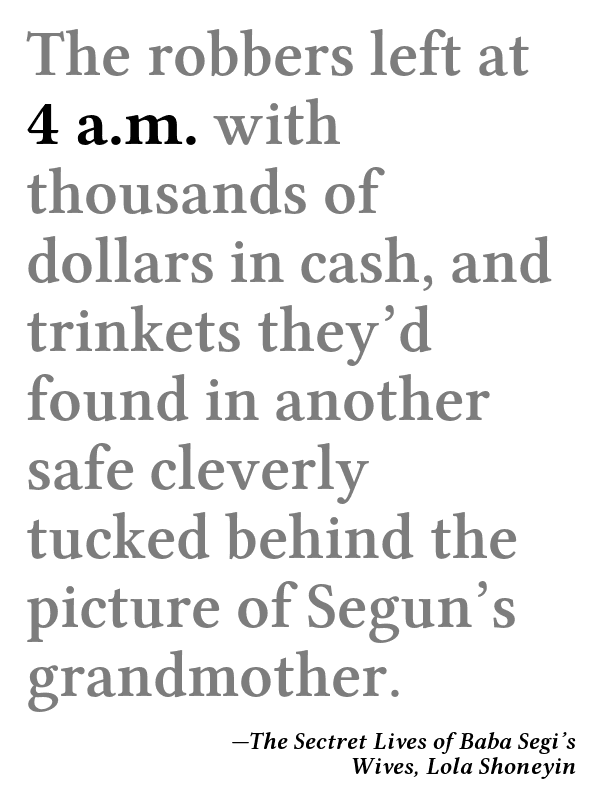 The robbers left at
4 a.m. with
thousands of
dollars in cash, and
trinkets they’d
found in another
safe cleverly
tucked behind the
picture of Segun’s
grandmother.
—The Sectret Lives of Baba Segi’s
Wives, Lola Shoneyin